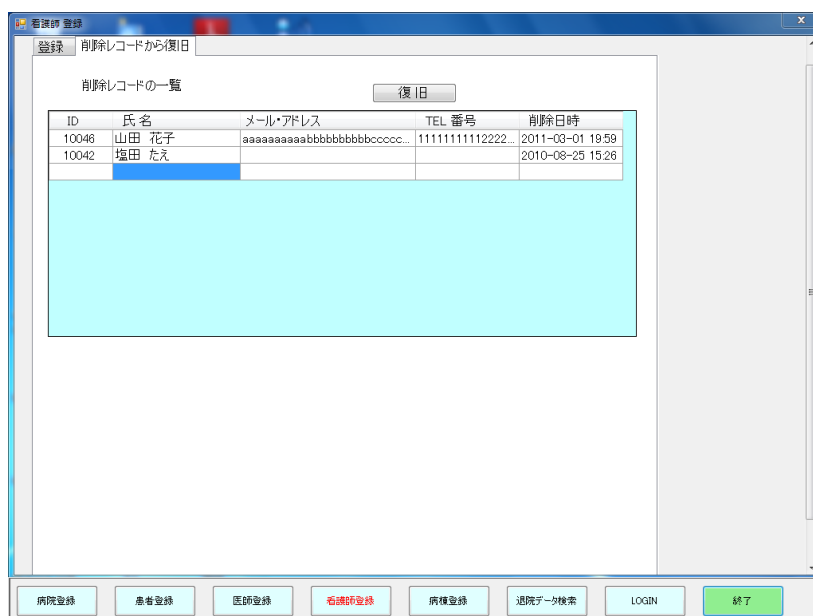 看護師 登録
登録 削除レコードから復旧
削除レコードの一覧
復 旧
ID 氏 名 メール・アドレス TEL 番号 削除日時
10046 山田 花子 aaaaaaaaaabbbbbbbbbbccccc... 11111111112222... 2011-03-01 19:59
10042 塩田 たえ 2010-08-25 15:26
病院登録 患者登録 医師登録 看護師登録 病棟登録 退院データ検索 LOGIN 終了